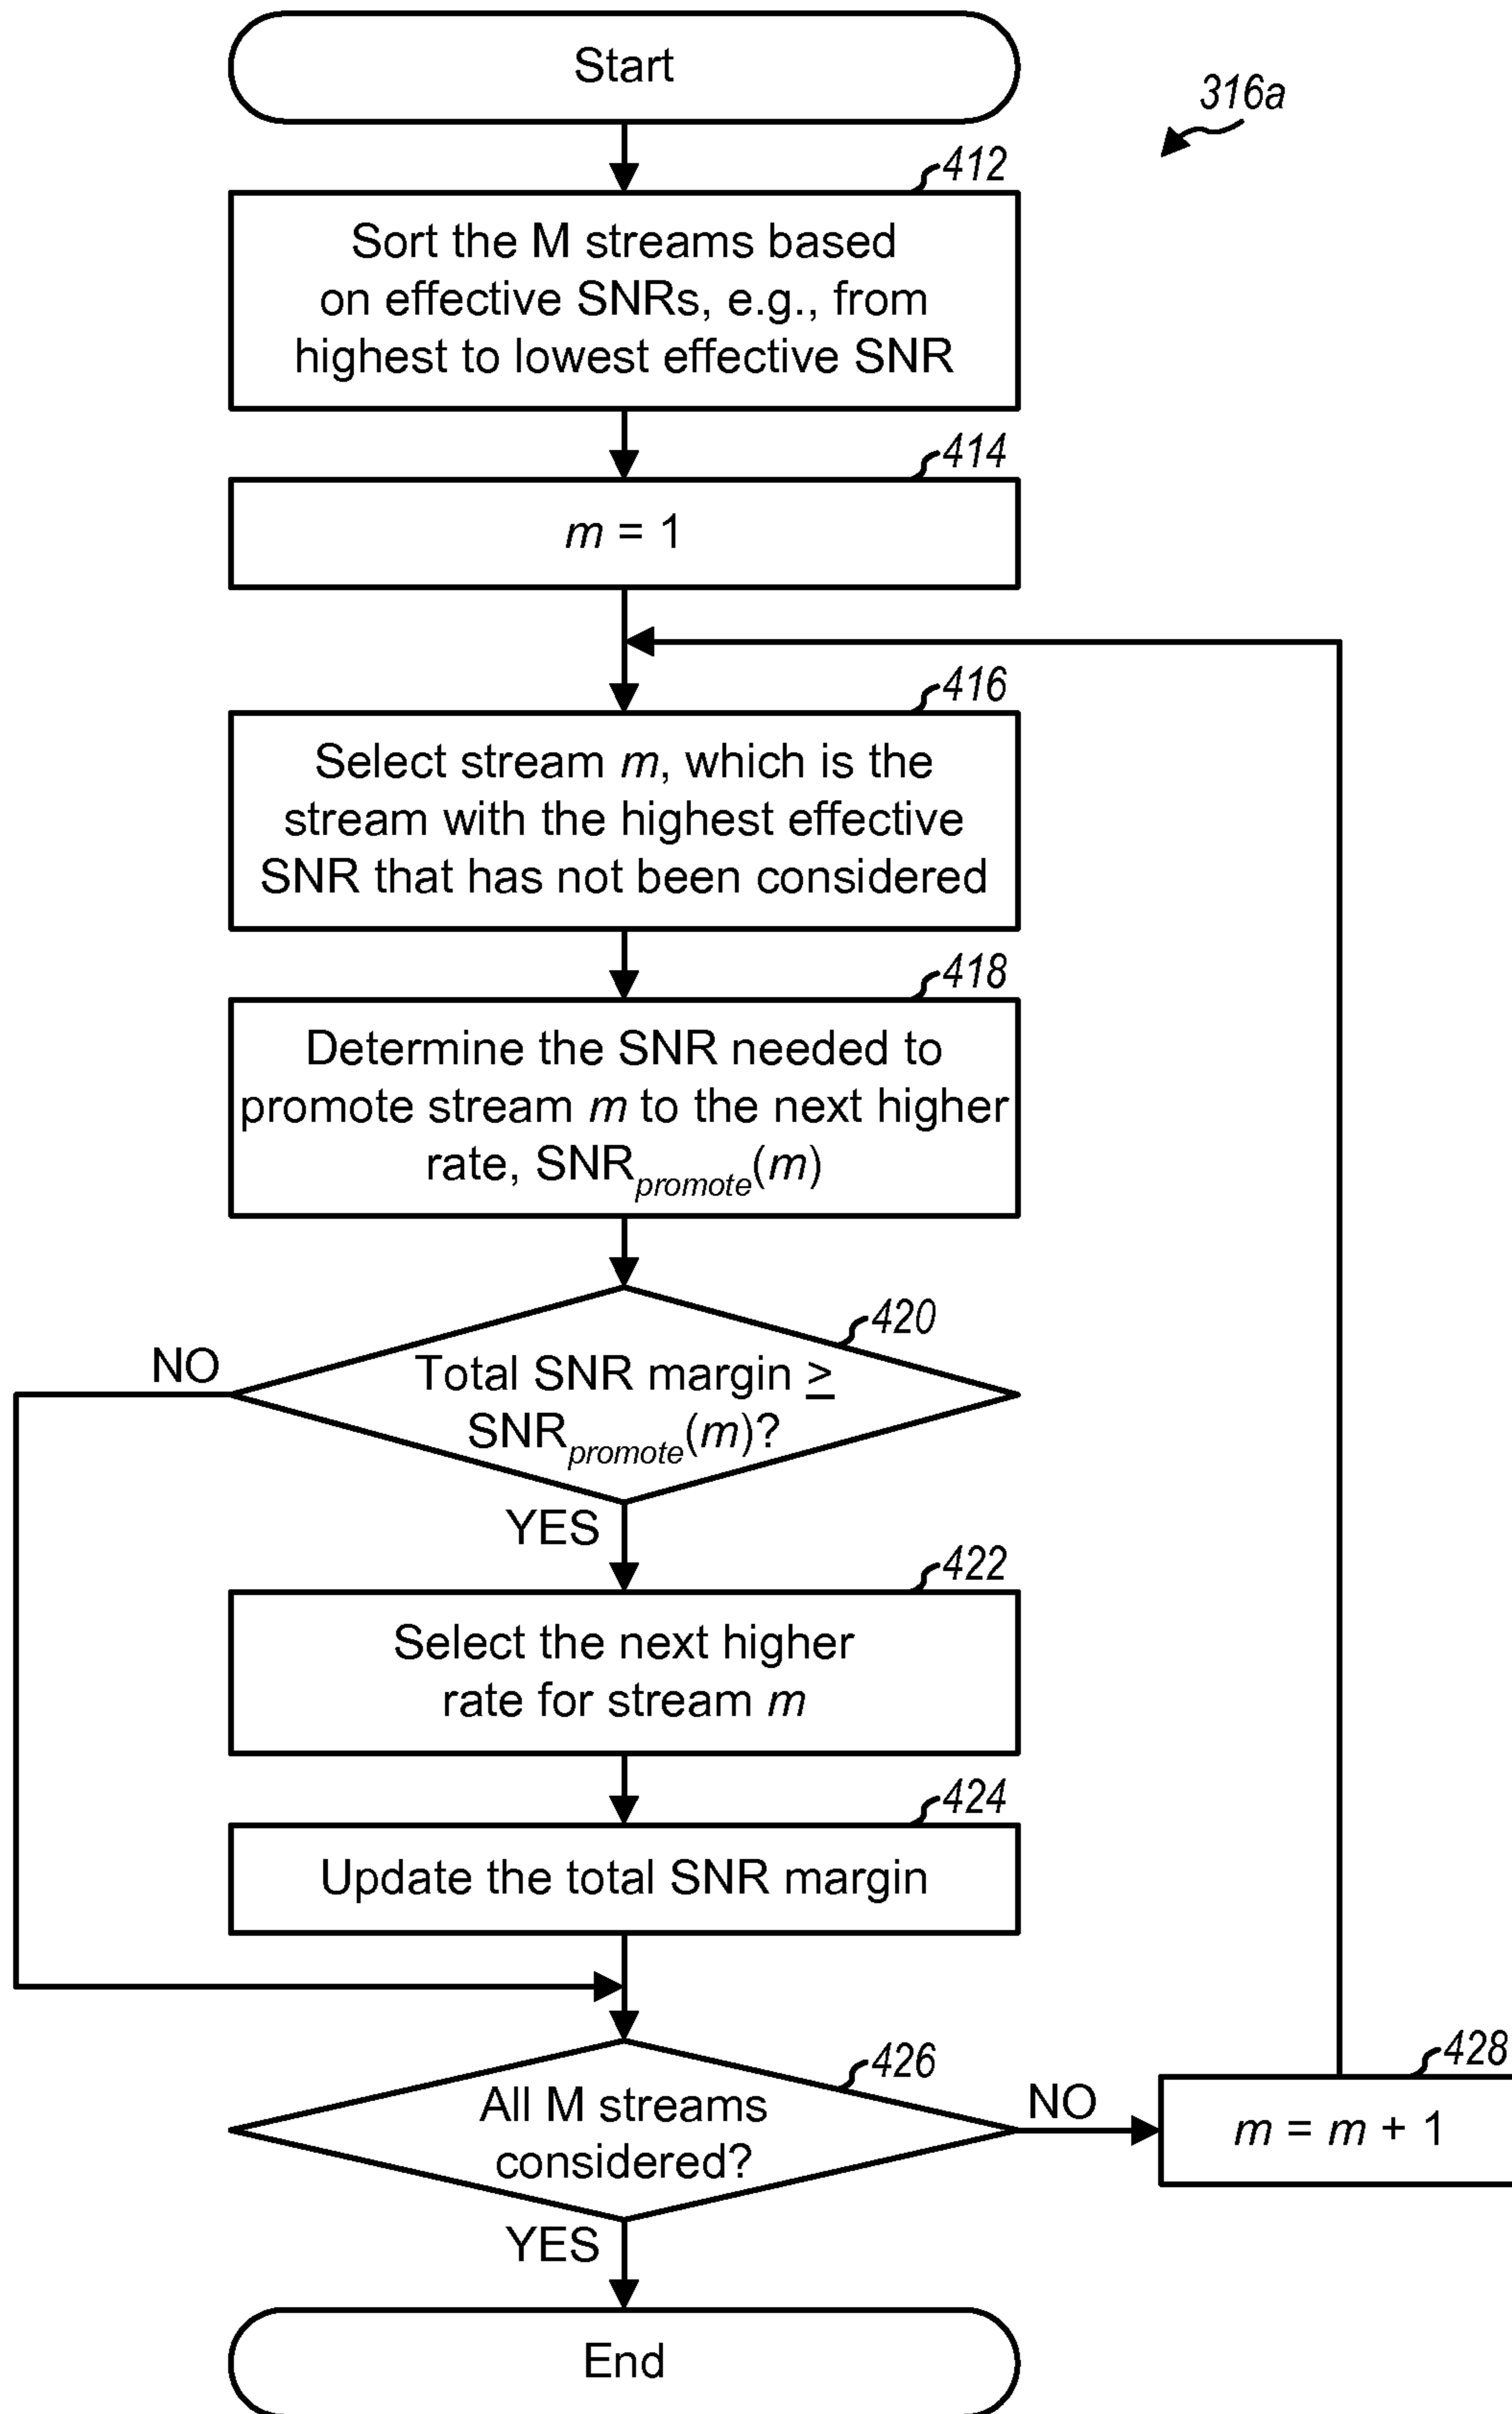 Start
316a
412
Sort the M streams based
on effective SNRs, e.g., from
highest to lowest effective SNR
414
m = 1
416
Select stream m, which is the
stream with the highest effective
SNR that has not been considered
418
Determine the SNR needed to
promote stream m to the next higher
rate, SNRpromote(m)
420
NO
Total SNR margin ≥
SNRpromote(m)?
YES
422
Select the next higher
rate for stream m
424
Update the total SNR margin
426
All M streams
considered?
NO
428
m = m + 1
YES
End